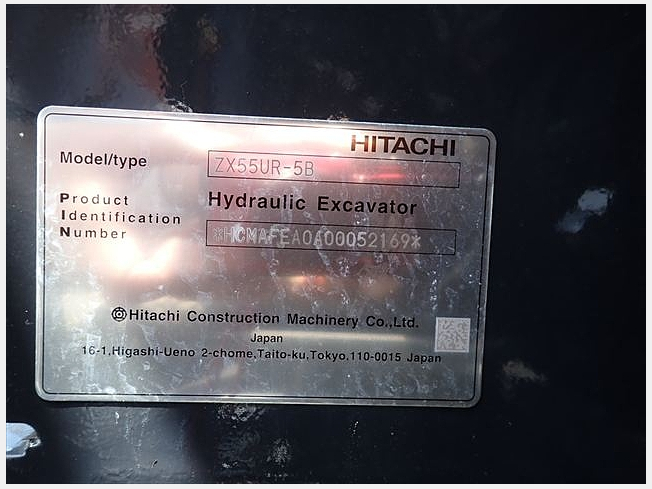 HITACHI
Model/type ZX55UR-5B
Hydraulic Excavator
Product
Identification
Number *HCMAFEA0A00052169*
Hitachi Construction Machinery Co.,Ltd.
Japan
16-1,Higashi-Ueno 2-chome,Taito-ku,Tokyo,110-0015 Japan